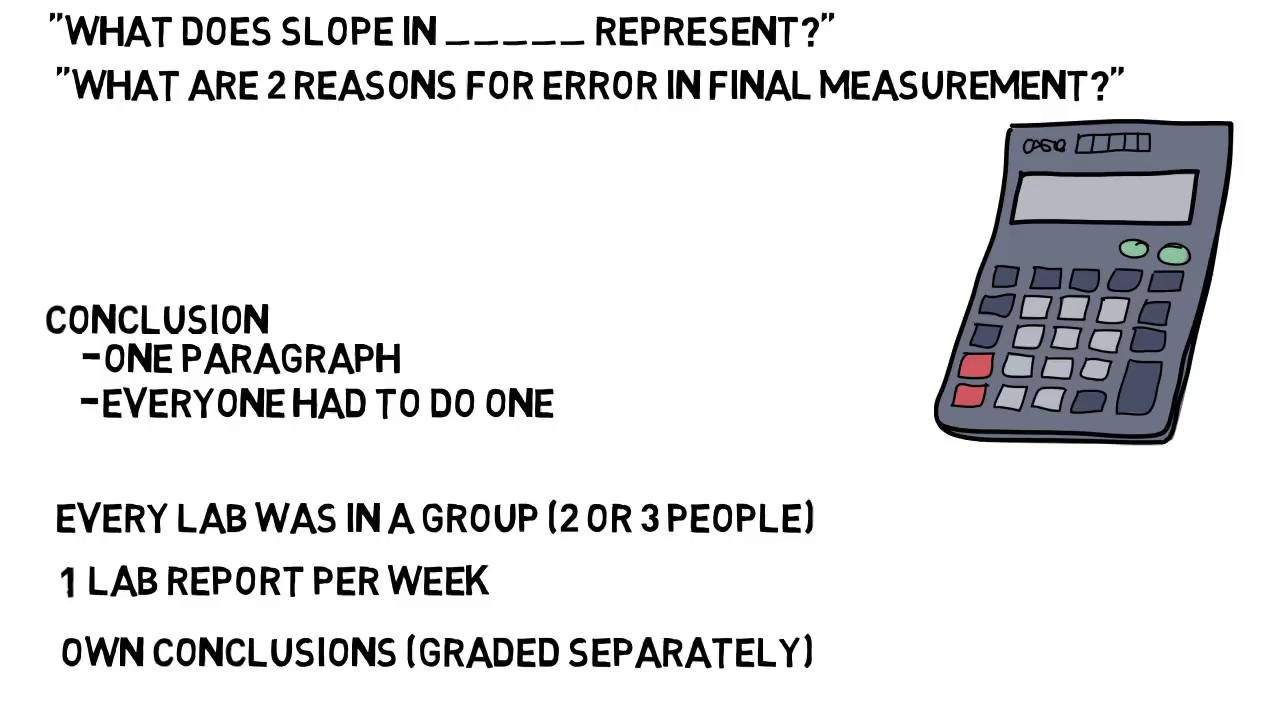 "WHAT DOES SLOPE IN _____ REPRESENT?"
"WHAT ARE 2 REASONS FOR ERROR IN FINAL MEASUREMENT?"
CASIO
CONCLUSION
-ONE PARAGRAPH
-EVERYONE HAD TO DO ONE
EVERY LAB WAS IN A GROUP (2 OR 3 PEOPLE)
1 LAB REPORT PER WEEK
OWN CONCLUSIONS (GRADED SEPARATELY)